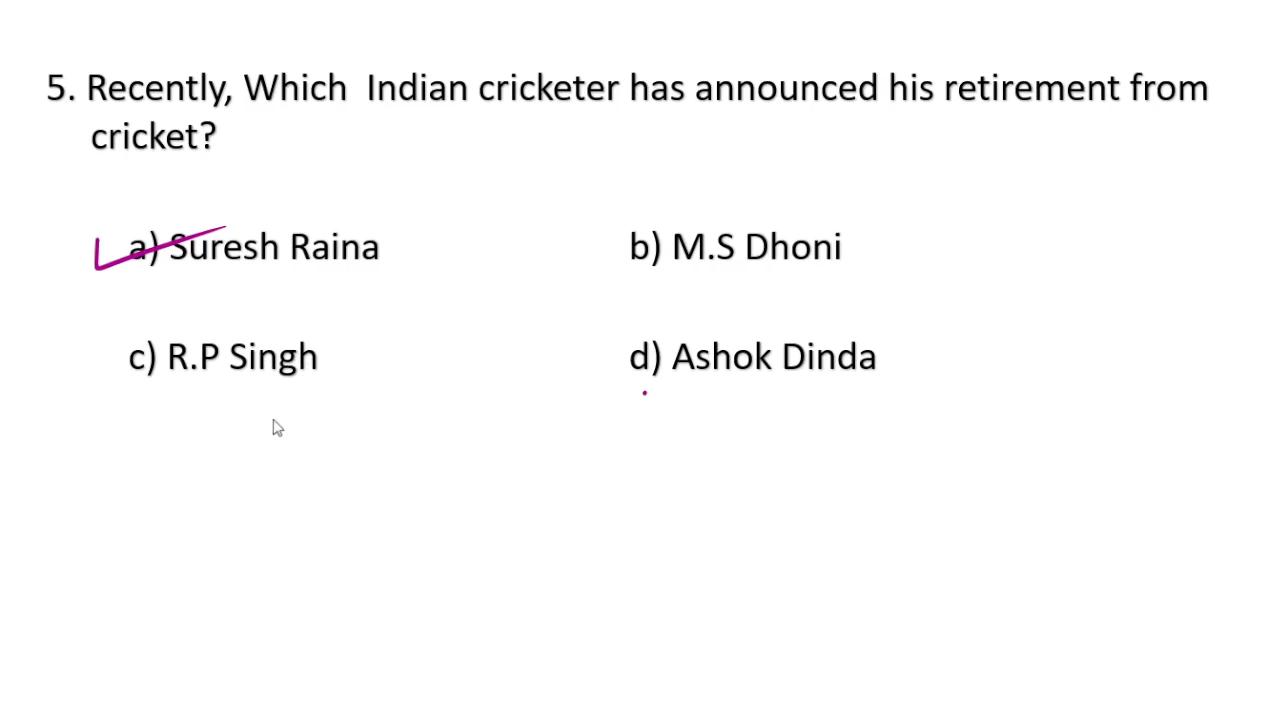 5. Recently, Which  Indian cricketer has announced his retirement from
cricket?
a) Suresh Raina
b) M.S Dhoni
c) R.P Singh
d) Ashok Dinda